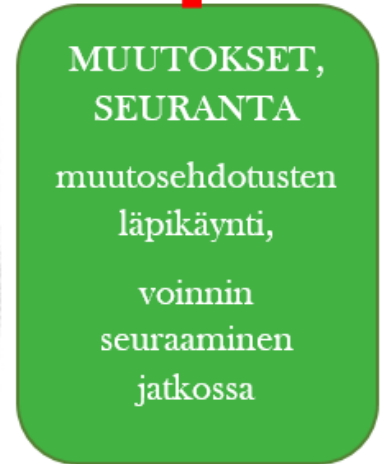 MUUTOKSET,
SEURANTA
muutosehdotusten
läpikäynti,
voinnin
seuraaminen
jatkossa